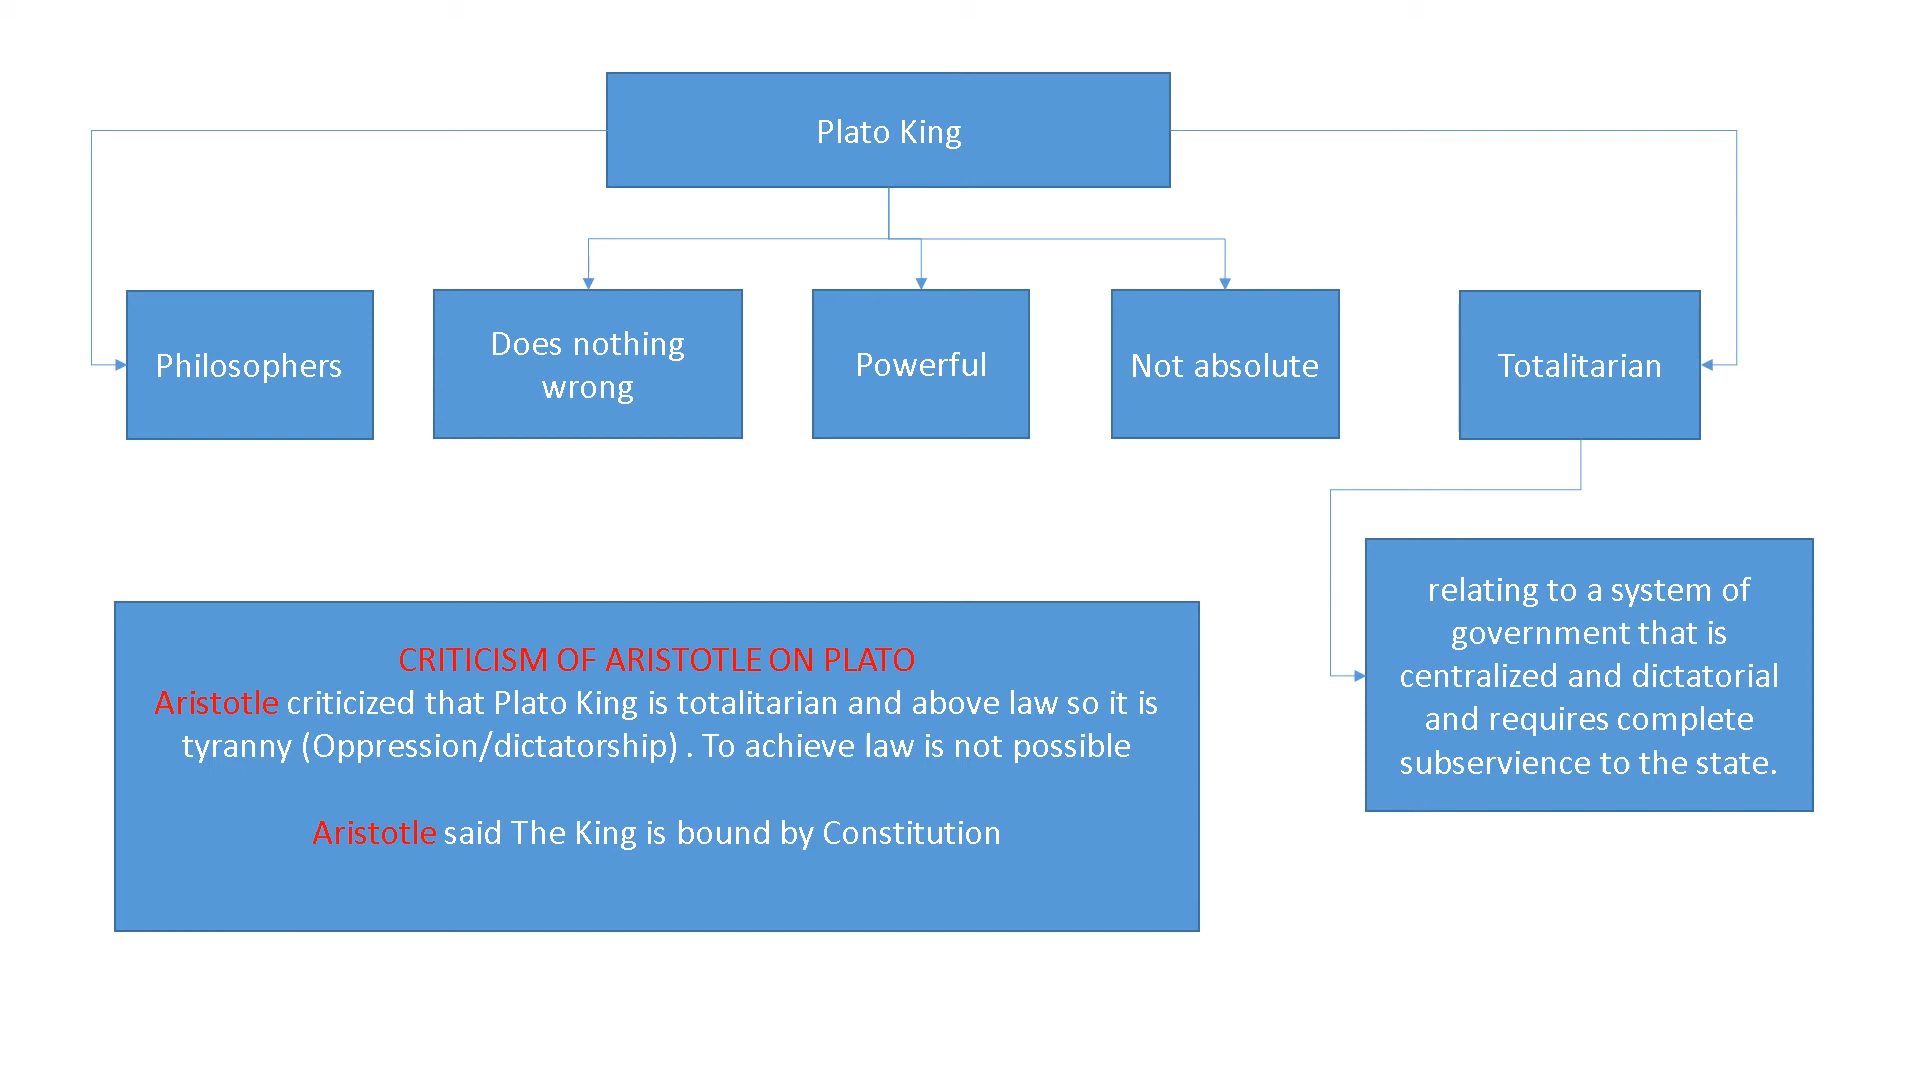 Plato King
Philosophers
Does nothing
wrong
Powerful
Not absolute
Totalitarian
relating to a system of
government that is
centralized and dictatorial
and requires complete
subservience to the state.
CRITICISM OF ARISTOTLE ON PLATO
Aristotle criticized that Plato King is totalitarian and above law so it is
tyranny (Oppression/dictatorship) . To achieve law is not possible
Aristotle said The King is bound by Constitution